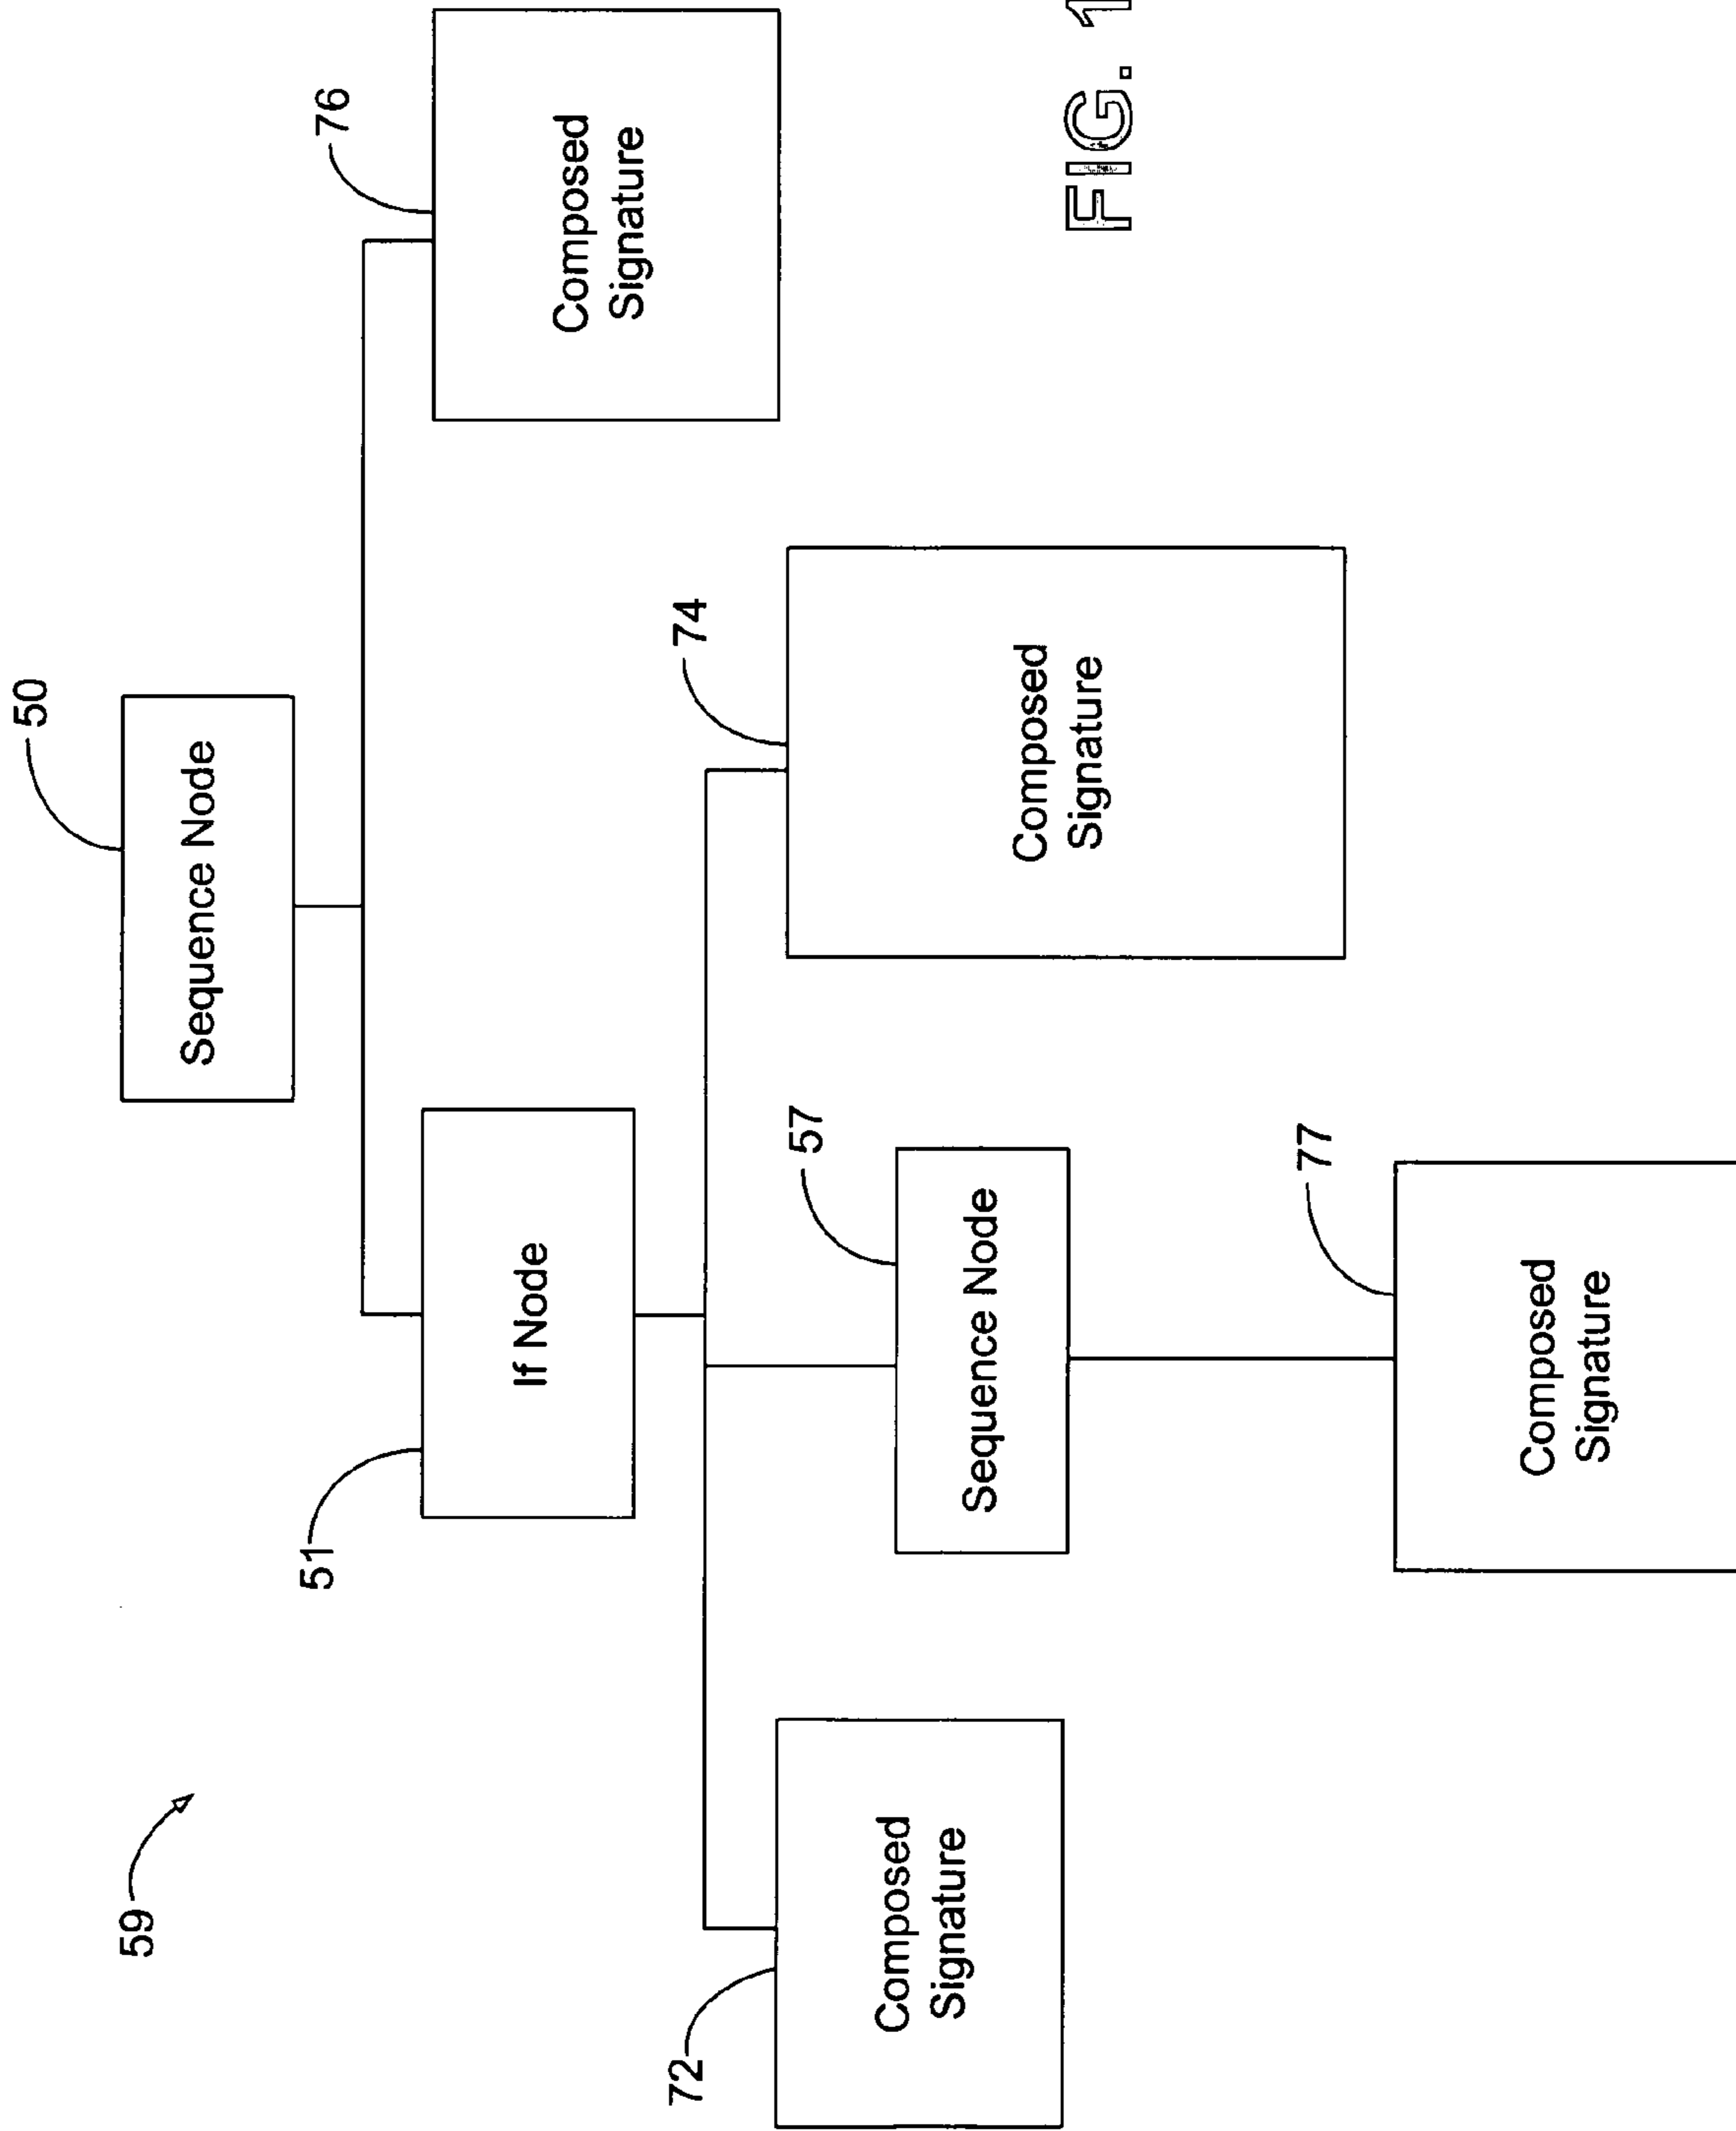 59
50
Sequence Node
51
76
If Node
Composed
Signature
72
74
57
Composed
Signature
Sequence Node
Composed
Signature
FIG. 1
77
Composed
Signature